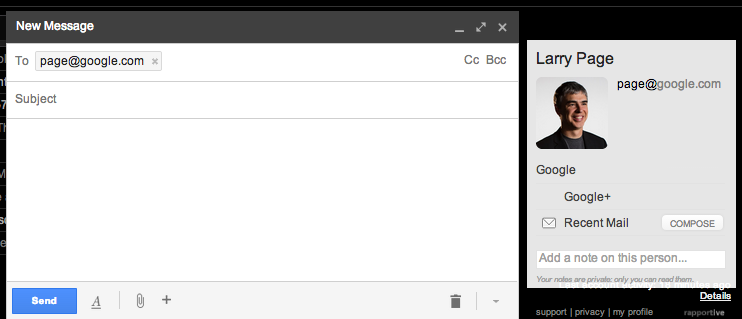 New Message
To page@google.com × Cc Bcc
Subject
Send A
Larry Page
page@google.com
Google
Google+
Recent Mail COMPOSE
Add a note on this person...
Your notes are private: only you can read them.
Details
support | privacy | my profile rapportive